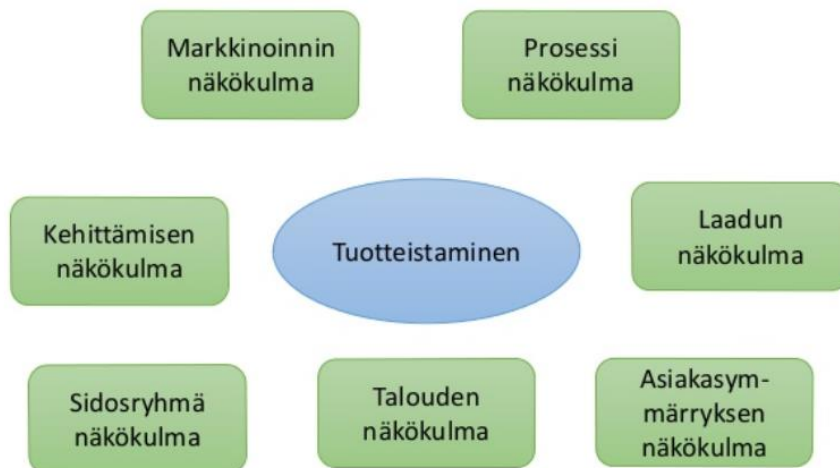 Markkinoinnin
näkökulma
Prosessi
näkökulma
Kehittämisen
näkökulma
Tuotteistaminen
Laadun
näkökulma
Sidosryhmä
näkökulma
Talouden
näkökulma
Asiakasym-
märryksen
näkökulma